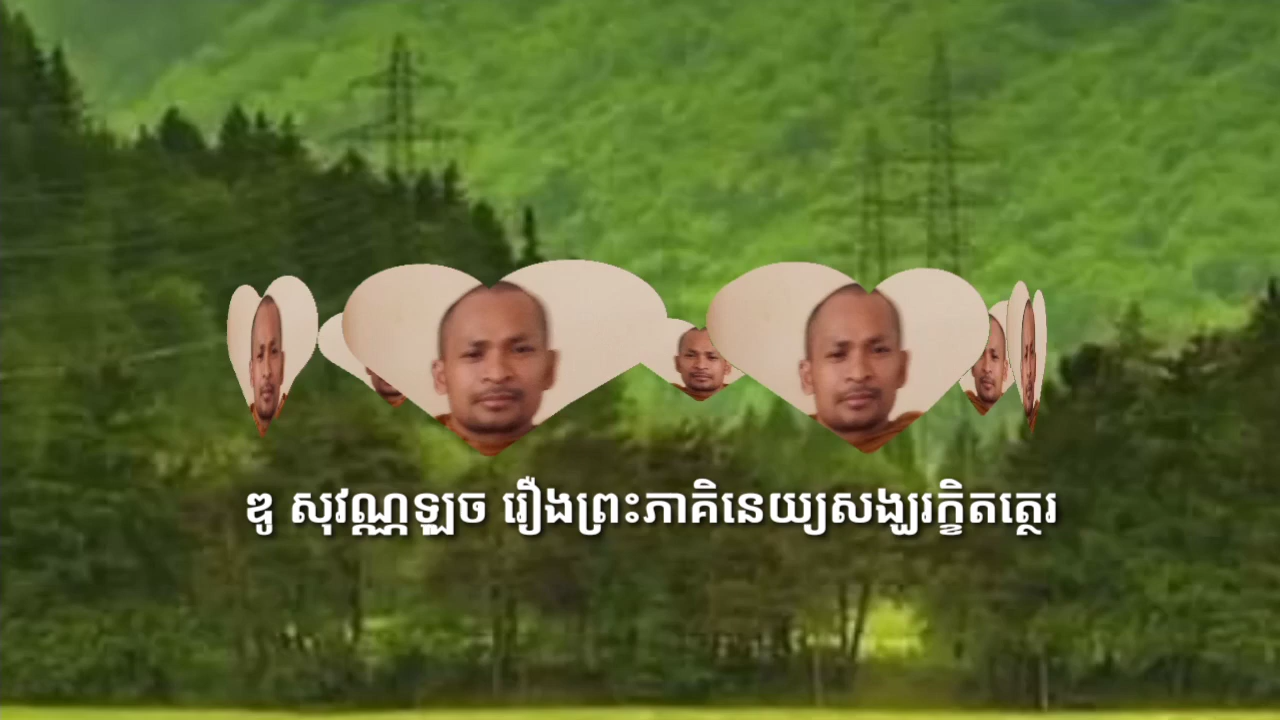 ឌូ សុវណ្ណឡូច រឿងព្រះភាគិនេយ្យសង្ឃរក្ខិតត្ថេរ